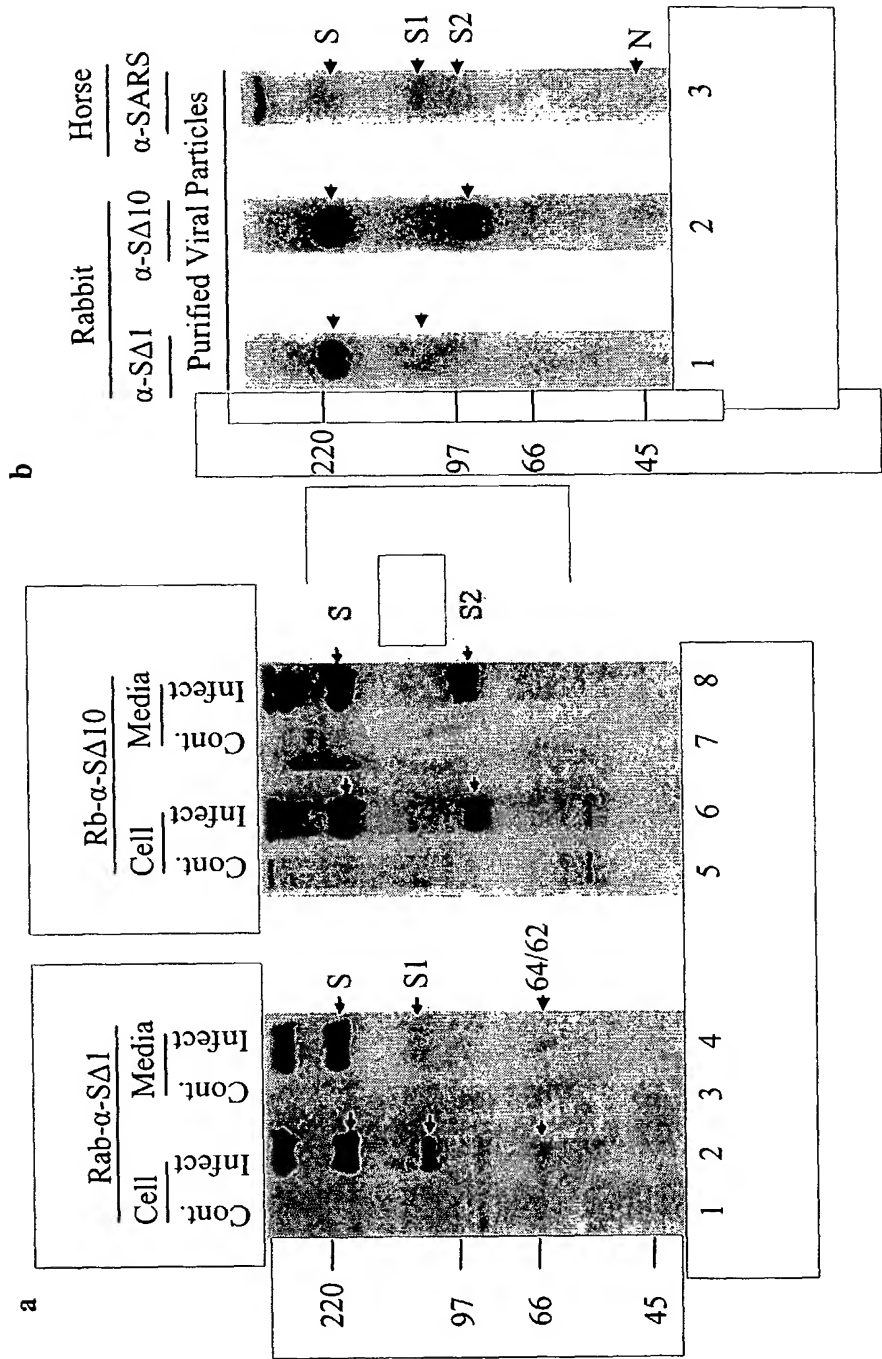 a
Rab-α-SΔ1
Cell Media
Cont. Infect Cont. Infect
220
97
66
45
S
S1
64/62
1 2 3 4
Rb-α-SΔ10
Cell Media
Cont. Infect Cont. Infect
S
S2
5 6 7 8
b
Rabbit Horse
α-SΔ1 α-SΔ10 α-SARS
Purified Viral Particles
220
97
66
45
S
S1
S2
N
1 2 3